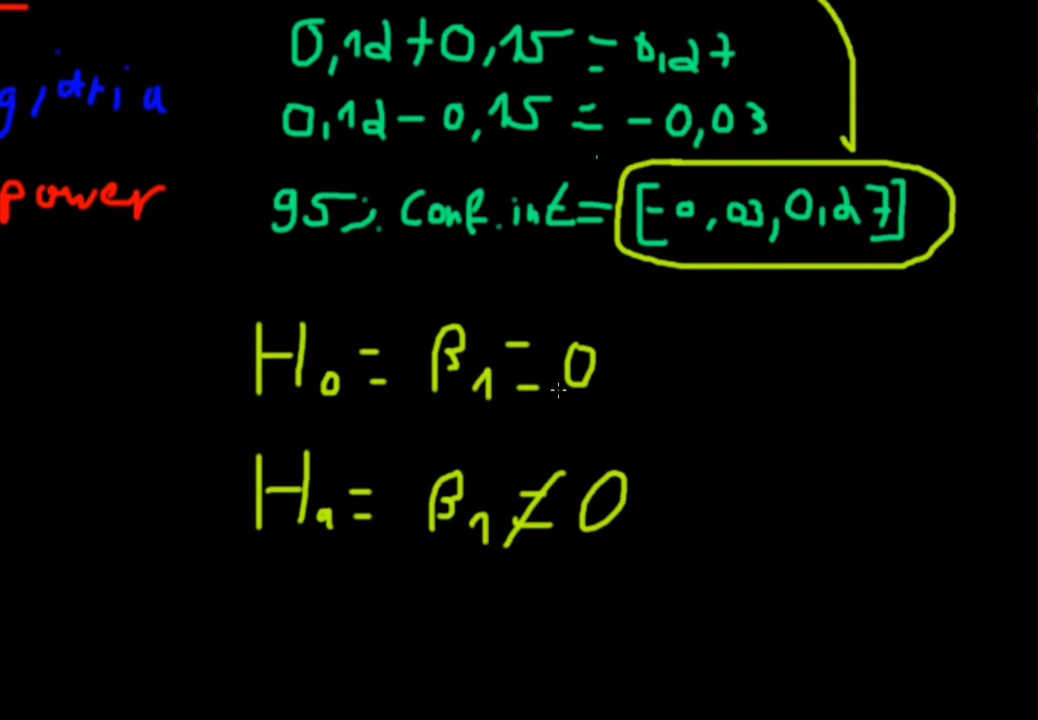 0,12+0,15=0,27
0,12-0,15=-0,03
power
95%. conf.int=[-0,03,0,27]
H0= β1=0
Ha= β1≠0